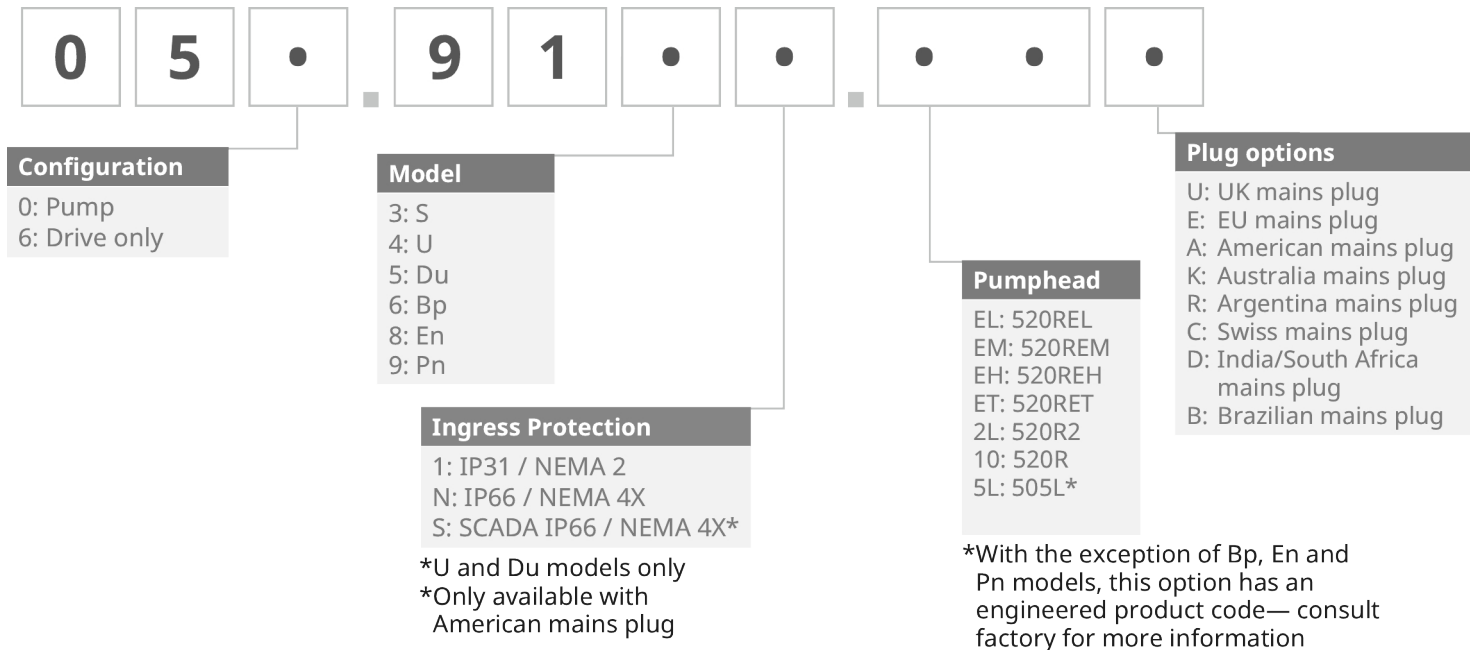 0 5 • . 9 1 • • . • • •
Configuration
0: Pump
6: Drive only
Model
3: S
4: U
5: Du
6: Bp
8: En
9: Pn
Ingress Protection
1: IP31 / NEMA 2
N: IP66 / NEMA 4X
S: SCADA IP66 / NEMA 4X*
*U and Du models only
*Only available with
American mains plug
Pumphead
EL: 520REL
EM: 520REM
EH: 520REH
ET: 520RET
2L: 520R2
10: 520R
5L: 505L*
*With the exception of Bp, En and
Pn models, this option has an
engineered product code— consult
factory for more information
Plug options
U: UK mains plug
E: EU mains plug
A: American mains plug
K: Australia mains plug
R: Argentina mains plug
C: Swiss mains plug
D: India/South Africa
mains plug
B: Brazilian mains plug